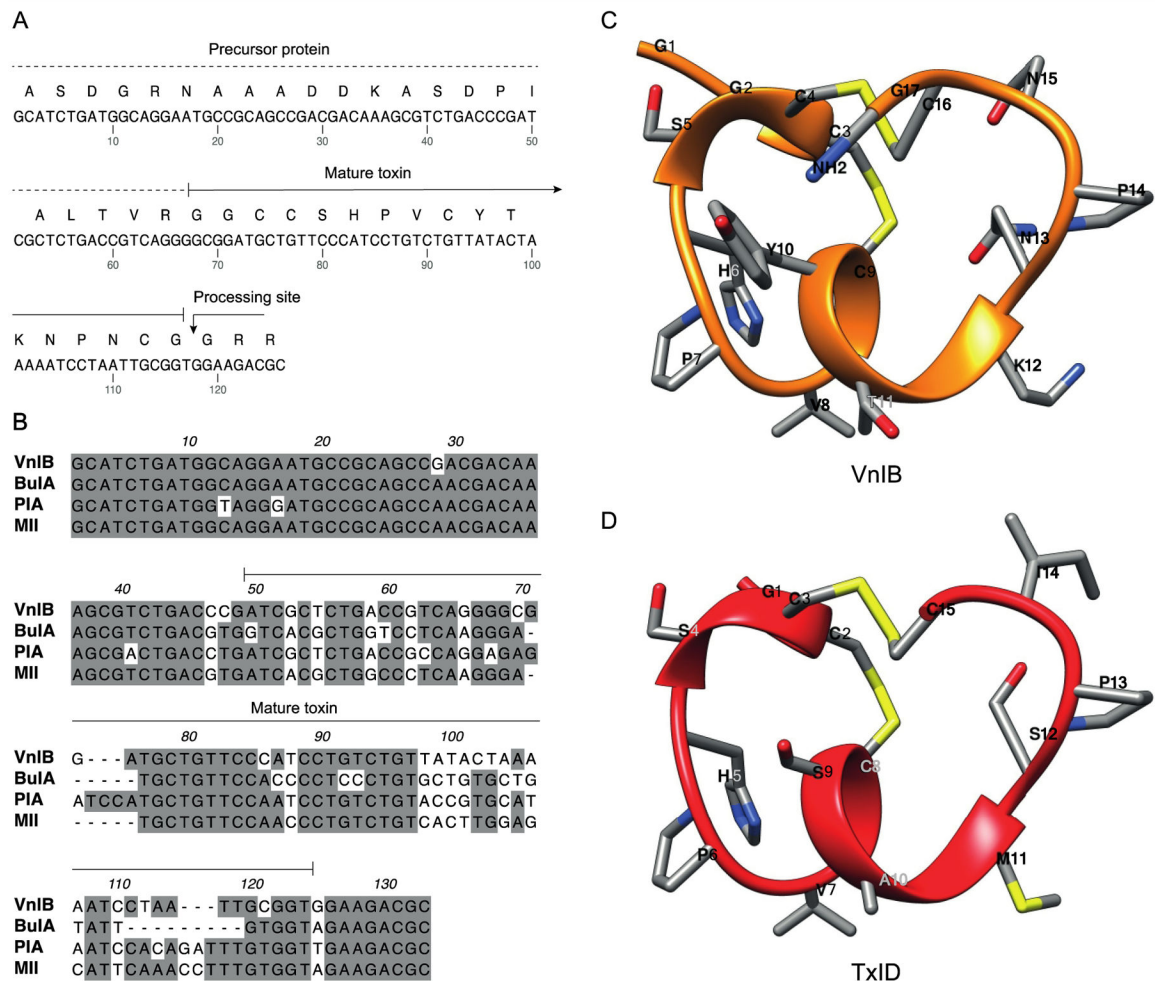 A
Precursor protein
A S D G R N A A A D D K A S D P I
GCATCTGATGGCAGGAATGCCGCAGCCGACGACAAAGCGTCTGACCCGAT
10 20 30 40 50
Mature toxin
A L T V R G G C C S H P V C Y T
CGCTCTGACCGTCAGGGGCGGATGCTGTTCCCATCCTGTCTGTTATACTA
60 70 80 90 100
Processing site
K N P N C G G R R
AAAATCCTAATTGCGGTGGAAGACGC
110 120
B
10 20 30
VnIB GCATCTGATGGCAGGAATGCCGCAGCCGACGACAA
BuIA GCATCTGATGGCAGGAATGCCGCAGCCAACGACAA
PIA GCATCTGATGGTAGGGATGCCGCAGCCAACGACAA
MII GCATCTGATGGCAGGAATGCCGCAGCCAACGACAA
40 50 60 70
VnIB AGCGTCTGACCCGATCGCTCTGACCGTCAGGGGCG
BuIA AGCGTCTGACGTGGTCACGCTGGTCCTCAAGGGA-
PIA AGCGACTGACCTGATCGCTCTGACCGCCAGGAGAG
MII AGCGTCTGACGTGATCACGCTGGCCCTCAAGGGA-
Mature toxin
80 90 100
VnIB G---ATGCTGTTCCCATCCTGTCTGTTATACTAAA
BuIA -----TGCTGTTCCACCCCTCCCTGTGCTGTGCTG
PIA ATCCATGCTGTTCCAATCCTGTCTGTACCGTGCAT
MII -----TGCTGTTCCAACCCTGTCTGTCACTTGGAG
110 120 130
VnIB AATCCTAA---TTGCGGTGGAAGACGC
BuIA TATT---------GTGGTAGAAGACGC
PIA AATCCACAGATTTGTGGTTGAAGACGC
MII CATTCAAACCTTTGTGGTAGAAGACGC
C
G1
G2
C4
G17
C16
N15
S5
C3
NH2
P14
N13
Y10
H6
C9
P7
K12
V8
T11
VnIB
D
G1
C3
C15
I14
S4
C2
P13
S12
H5
S9
C8
P6
M11
V7
A10
TxID